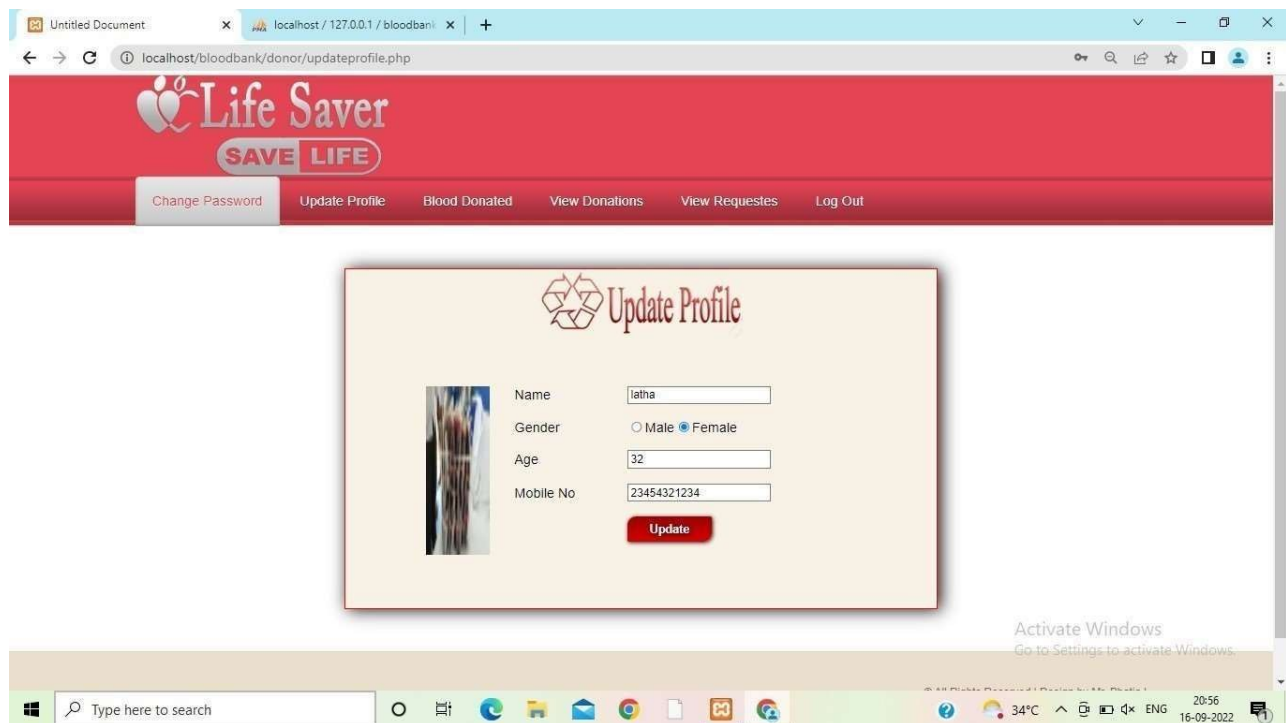 Untitled Document
localhost / 127.0.0.1 / bloodban
localhost/bloodbank/donor/updateprofile.php
Life Saver
SAVE LIFE
Change Password Update Profile Blood Donated View Donations View Requestes Log Out
Update Profile
Name latha
Gender Male Female
Age 32
Mobile No 23454321234
Update
Activate Windows
Go to Settings to activate Windows.
Type here to search
34°C ENG 20:56
16-09-2022